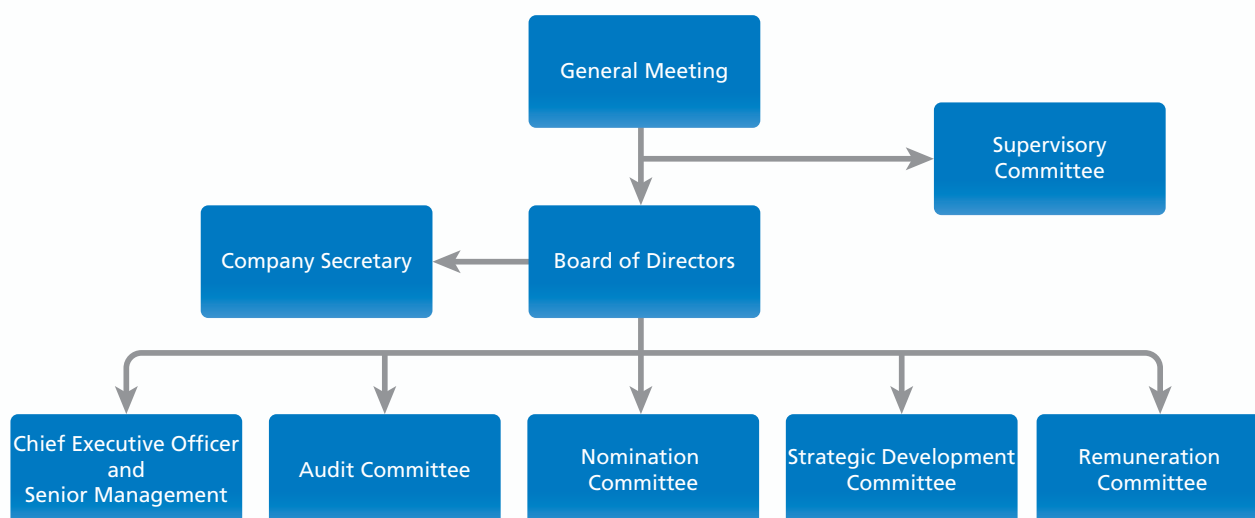 General Meeting
Supervisory
Committee
Company Secretary
Board of Directors
Chief Executive Officer
and
Senior Management
Audit Committee
Nomination
Committee
Strategic Development
Committee
Remuneration
Committee